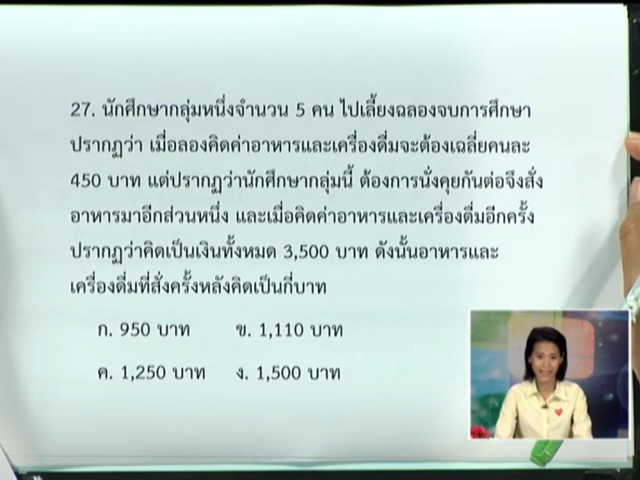 27. นักศึกษากลุ่มหนึ่งจำนวน 5 คน ไปเลี้ยงฉลองจบการศึกษา
ปรากฏว่า เมื่อลองคิดค่าอาหารและเครื่องดื่มจะต้องเฉลี่ยคนละ
450 บาท แต่ปรากฏว่านักศึกษากลุ่มนี้ ต้องการนั่งคุยกันต่อจึงสั่ง
อาหารมาอีกส่วนหนึ่ง และเมื่อคิดค่าอาหารและเครื่องดื่มอีกครั้ง
ปรากฏว่าคิดเป็นเงินทั้งหมด 3,500 บาท ดังนั้นอาหารและ
เครื่องดื่มที่สั่งครั้งหลังคิดเป็นกี่บาท
ก. 950 บาท ข. 1,110 บาท
ค. 1,250 บาท ง. 1,500 บาท